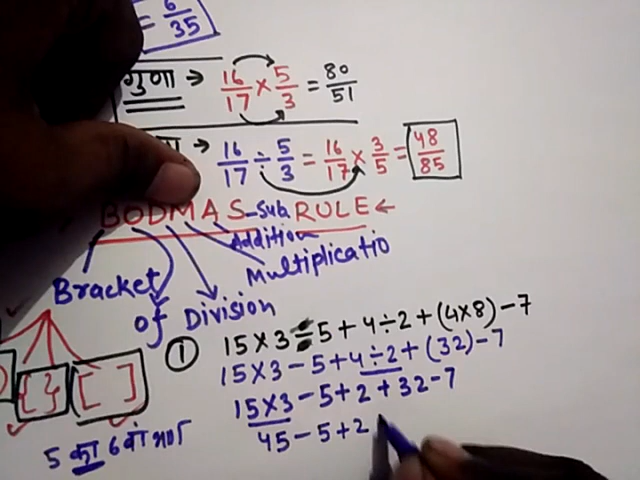 = 6/35
गुणा → 16/17 × 5/3 = 80/51
→ 16/17 ÷ 5/3 = 16/17 × 3/5 = 48/85
BODMAS-Sub. RULE ←
Addition
Multiplicatio
Bracket
of Division
① 15×3 ÷ 5 + 4÷2 + (4×8) - 7
15×3 - 5 + 4÷2 + (32) - 7
{ } [ ]
15×3 - 5 + 2 + 32 - 7
45 - 5 + 2
5 का 6 वां भाग